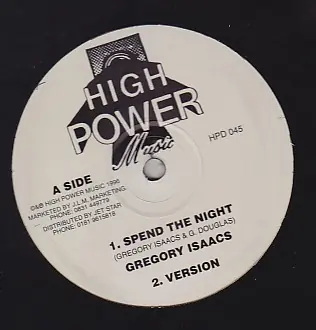 HIGH
POWER
Music
A SIDE
HPD 045
©&℗ HIGH POWER MUSIC 1996
MARKETED BY J.L.M. MARKETING
PHONE: 0831 449779
DISTRIBUTED BY JET STAR
PHONE: 0181 9615818
1. SPEND THE NIGHT
(GREGORY ISAACS & G. DOUGLAS)
GREGORY ISAACS
2. VERSION